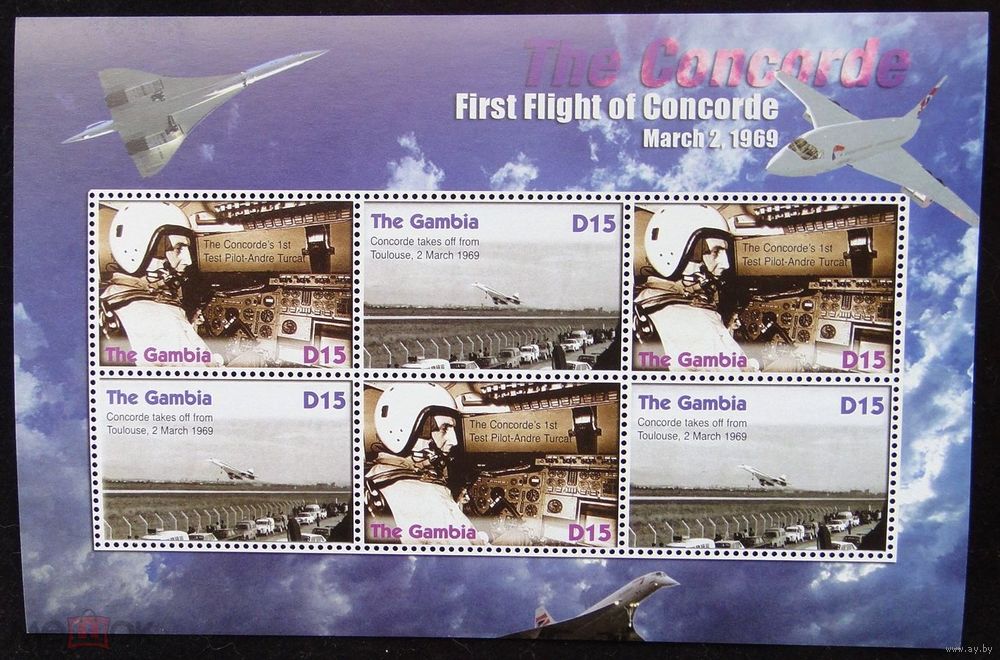 The Concorde
First Flight of Concorde
March 2, 1969
The Concorde's 1st
Test Pilot-Andre Turcat
The Gambia D15
The Gambia D15
Concorde takes off from
Toulouse, 2 March 1969
The Concorde's 1st
Test Pilot-Andre Turcat
The Gambia D15
The Gambia D15
Concorde takes off from
Toulouse, 2 March 1969
The Concorde's 1st
Test Pilot-Andre Turcat
The Gambia D15
The Gambia D15
Concorde takes off from
Toulouse, 2 March 1969
www.ay.by